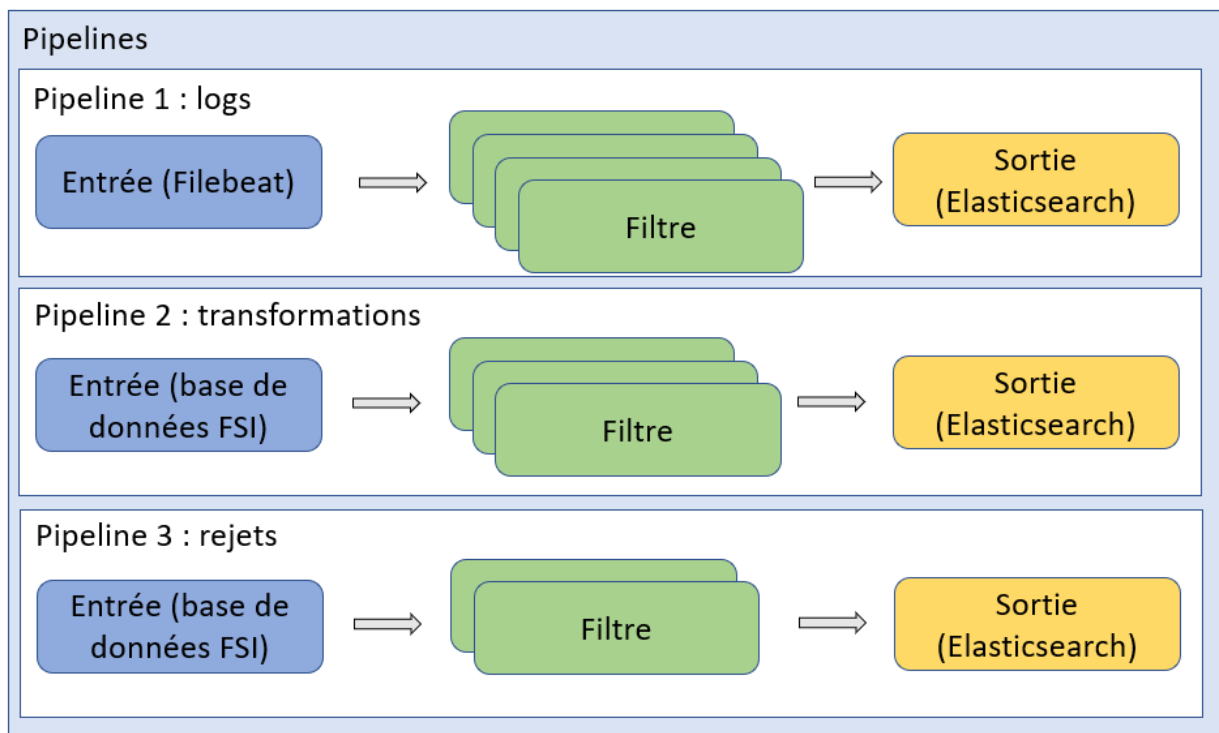 Pipelines
Pipeline 1 : logs
Entrée (Filebeat)
Filtre
Sortie
(Elasticsearch)
Pipeline 2 : transformations
Entrée (base de
données FSI)
Filtre
Sortie
(Elasticsearch)
Pipeline 3 : rejets
Entrée (base de
données FSI)
Filtre
Sortie
(Elasticsearch)